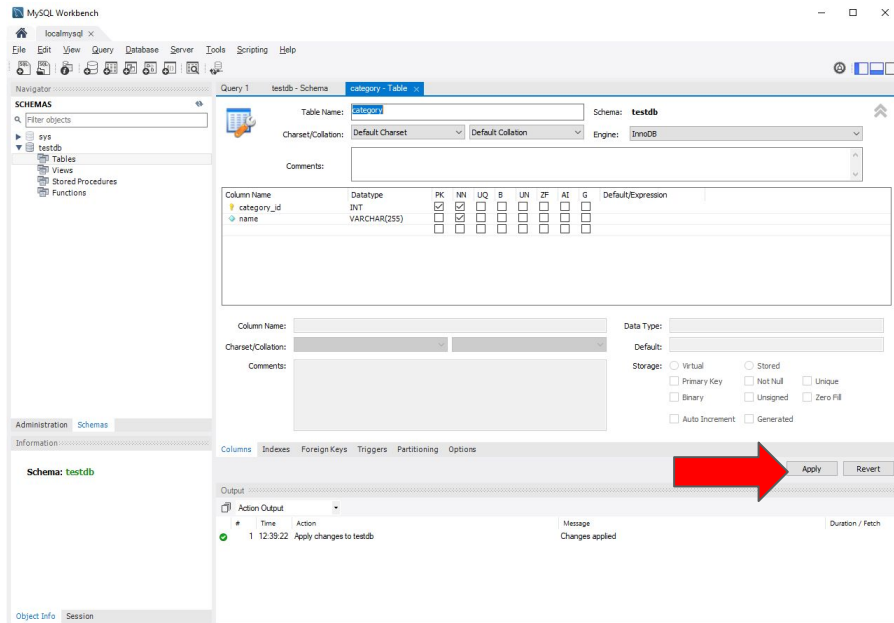 MySQL Workbench
localmysql
File Edit View Query Database Server Tools Scripting Help
Navigator
SCHEMAS
Filter objects
sys
testdb
Tables
Views
Stored Procedures
Functions
Administration Schemas
Information
Schema: testdb
Object Info Session
Query 1 testdb - Schema category - Table
Table Name: category Schema: testdb
Charset/Collation: Default Charset Default Collation Engine: InnoDB
Comments:
Column Name Datatype PK NN UQ B UN ZF AI G Default/Expression
category_id INT
name VARCHAR(255)
Column Name: Data Type:
Charset/Collation: Default:
Comments: Storage: Virtual Stored
Primary Key Not Null Unique
Binary Unsigned Zero Fill
Auto Increment Generated
Columns Indexes Foreign Keys Triggers Partitioning Options
Apply Revert
Output
Action Output
# Time Action Message Duration / Fetch
1 12:39:22 Apply changes to testdb Changes applied